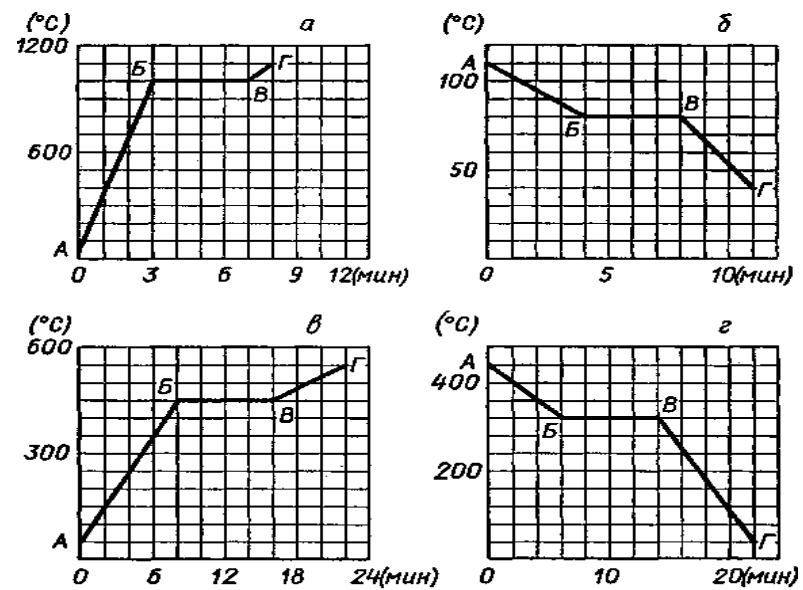 (°C) а
1200
Б Г
В
600
А
0 3 6 9 12(мин)
(°C) б
А
100
Б В
50
Г
0 5 10(мин)
(°C) в
600
Г
Б
В
300
А
0 6 12 18 24(мин)
(°C) г
А
400
В
Б
200
Г
0 10 20(мин)